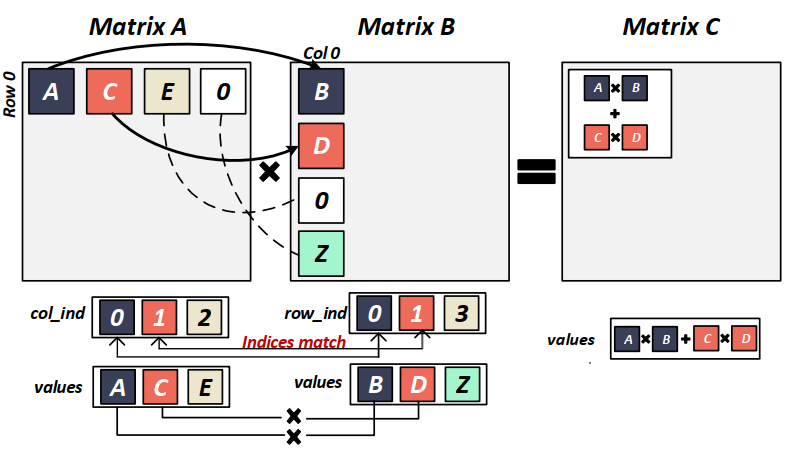 Matrix A
Matrix B
Matrix C
Col 0
Row 0
A C E 0
B
D
0
Z
A × B
+
C × D
×
=
col_ind 0 1 2
row_ind 0 1 3
Indices match
values A C E
values B D Z
values A × B + C × D
×
×